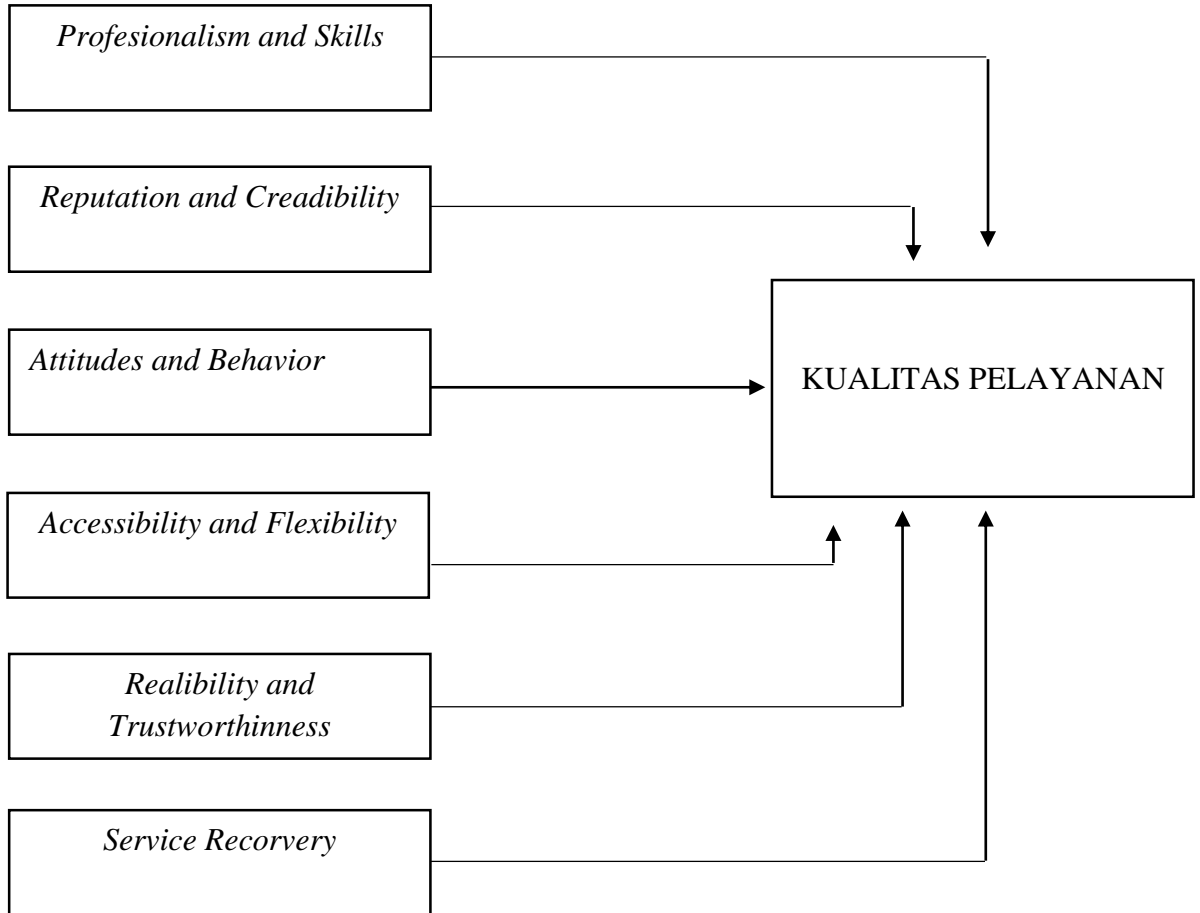 Profesionalism and Skills
Reputation and Creadibility
Attitudes and Behavior
KUALITAS PELAYANAN
Accessibility and Flexibility
Realibility and
Trustworthinness
Service Recorvery